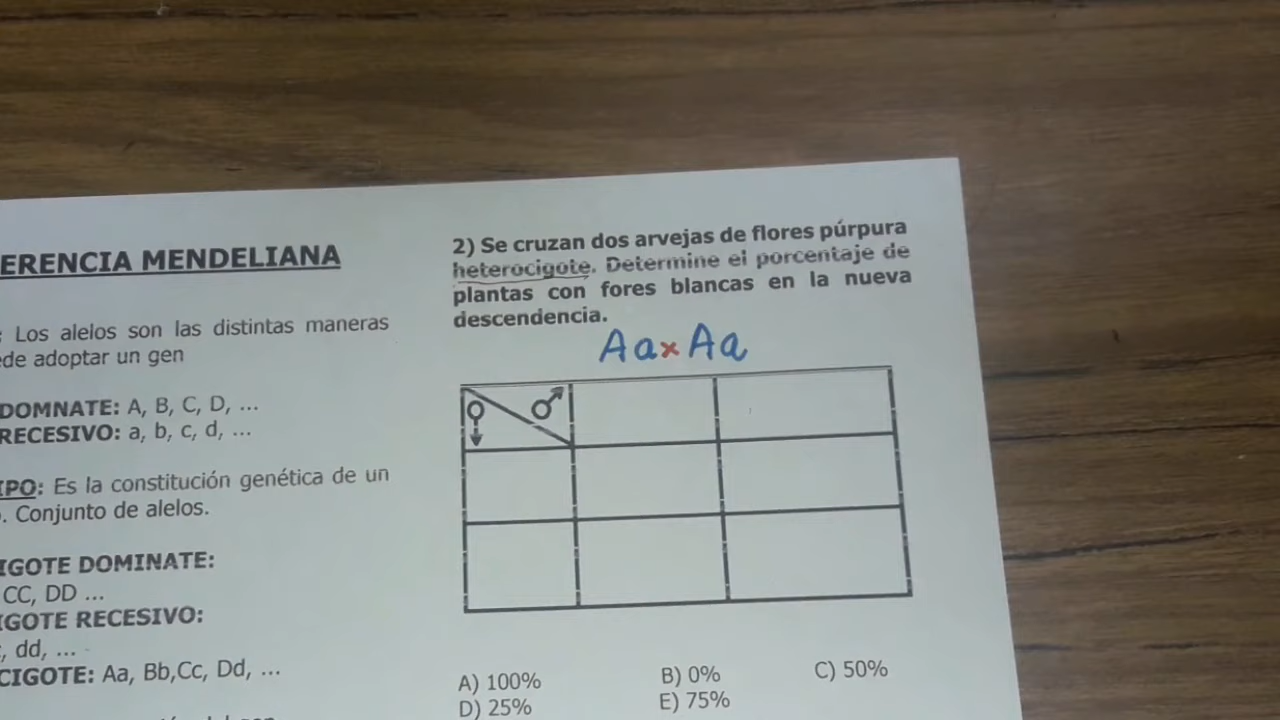 ERENCIA MENDELIANA
: Los alelos son las distintas maneras
ede adoptar un gen
DOMNATE: A, B, C, D, ...
RECESIVO: a, b, c, d, ...
IPO: Es la constitución genética de un
. Conjunto de alelos.
IGOTE DOMINATE:
CC, DD ...
IGOTE RECESIVO:
, dd, ...
CIGOTE: Aa, Bb,Cc, Dd, ...
2) Se cruzan dos arvejas de flores púrpura
heterocigote. Determine el porcentaje de
plantas con fores blancas en la nueva
descendencia.
Aa x Aa
♀ ♂
A) 100% B) 0% C) 50%
D) 25% E) 75%